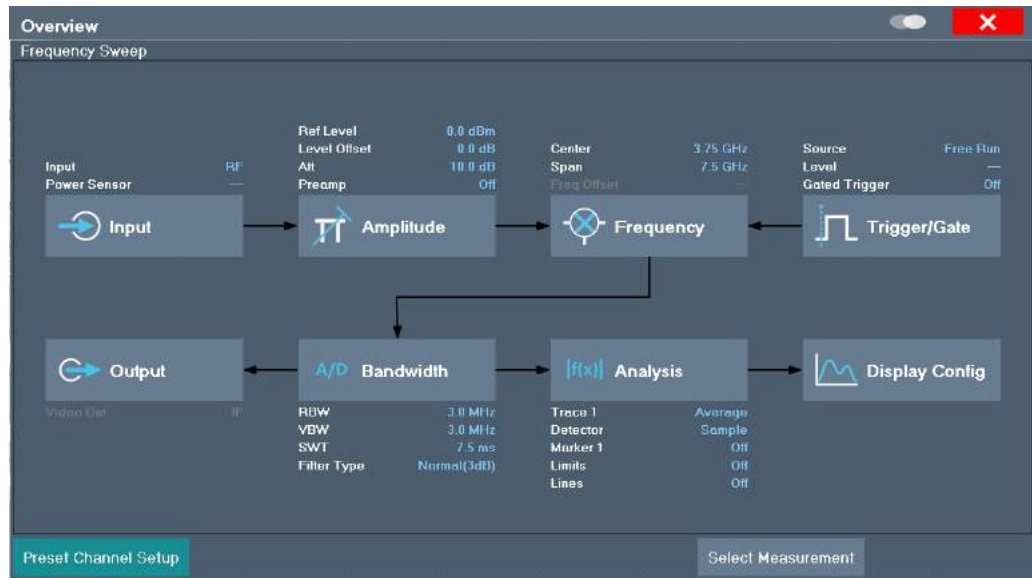 Overview
Frequency Sweep
Input RF
Power Sensor —
Ref Level 0.0 dBm
Level Offset 0.0 dB
Att 10.0 dB
Preamp Off
Center 3.75 GHz
Span 7.5 GHz
Freq Offset —
Source Free Run
Level —
Gated Trigger Off
Input
Amplitude
Frequency
Trigger/Gate
Output
A/D Bandwidth
|f(x)| Analysis
Display Config
Video Out IF
RBW 3.0 MHz
VBW 3.0 MHz
SWT 7.5 ms
Filter Type Normal(3dB)
Trace 1 Average
Detector Sample
Marker 1 Off
Limits Off
Lines Off
Preset Channel Setup
Select Measurement